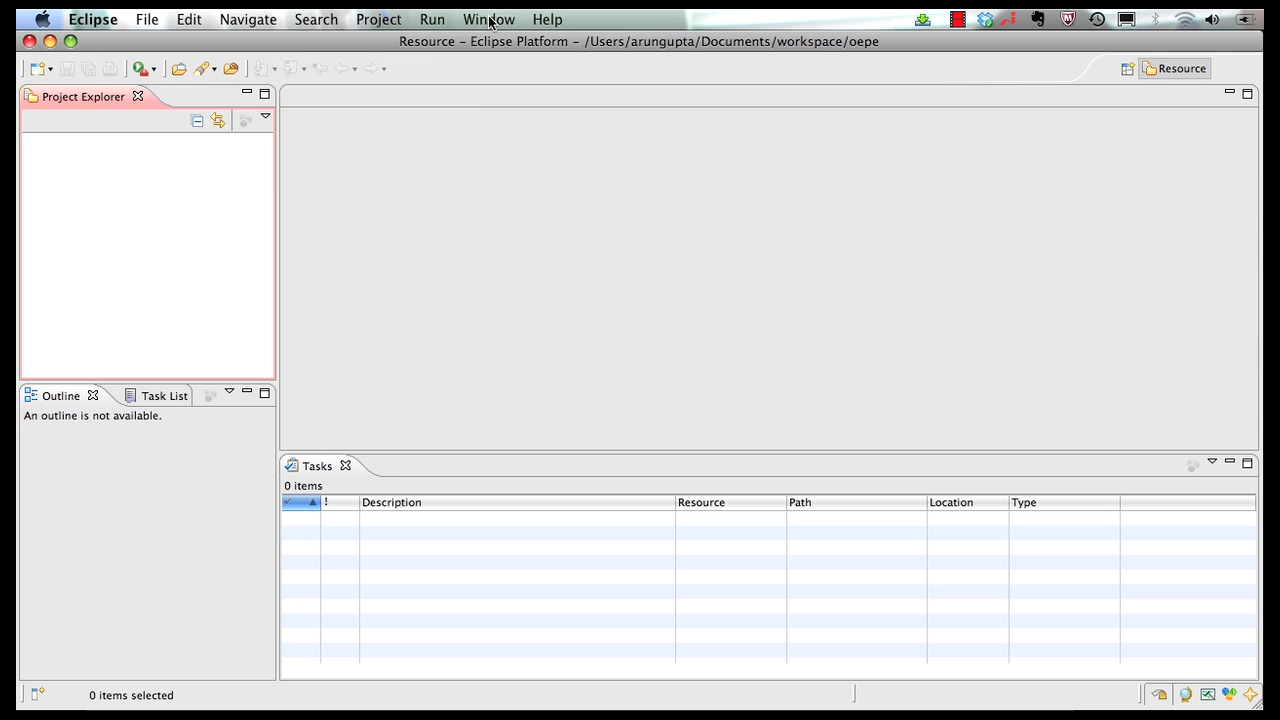 Eclipse File Edit Navigate Search Project Run Window Help
Resource – Eclipse Platform – /Users/arungupta/Documents/workspace/oepe
Resource
Project Explorer
Outline Task List
An outline is not available.
Tasks
0 items
! Description Resource Path Location Type
0 items selected